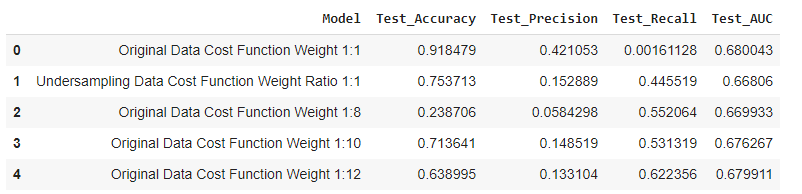 Model Test_Accuracy Test_Precision Test_Recall Test_AUC
0 Original Data Cost Function Weight 1:1 0.918479 0.421053 0.00161128 0.680043
1 Undersampling Data Cost Function Weight Ratio 1:1 0.753713 0.152889 0.445519 0.66806
2 Original Data Cost Function Weight 1:8 0.238706 0.0584298 0.552064 0.669933
3 Original Data Cost Function Weight 1:10 0.713641 0.148519 0.531319 0.676267
4 Original Data Cost Function Weight 1:12 0.638995 0.133104 0.622356 0.679911